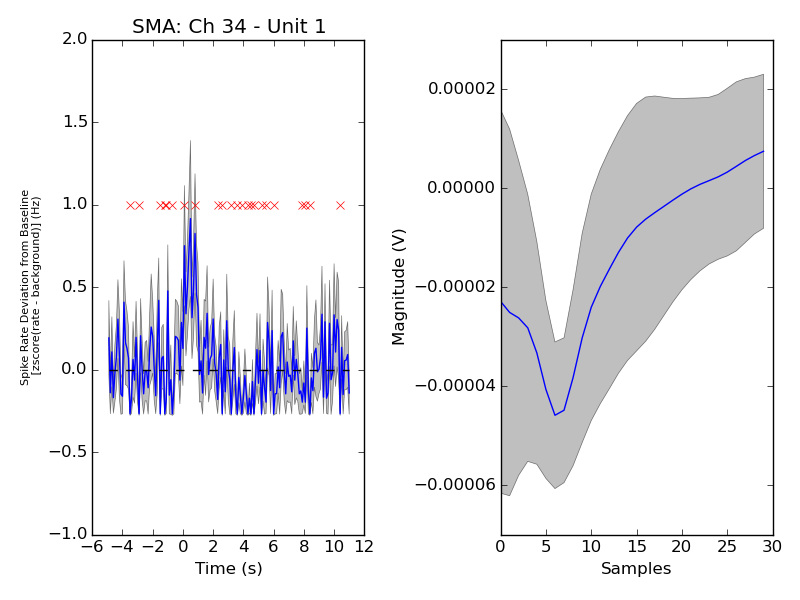 SMA: Ch 34 - Unit 1
2.0
1.5
1.0
0.5
0.0
−0.5
−1.0
Spike Rate Deviation from Baseline
[zscore(rate - background)] (Hz)
−6 −4 −2 0 2 4 6 8 10 12
Time (s)
0.00002
0.00000
−0.00002
−0.00004
−0.00006
Magnitude (V)
0 5 10 15 20 25 30
Samples